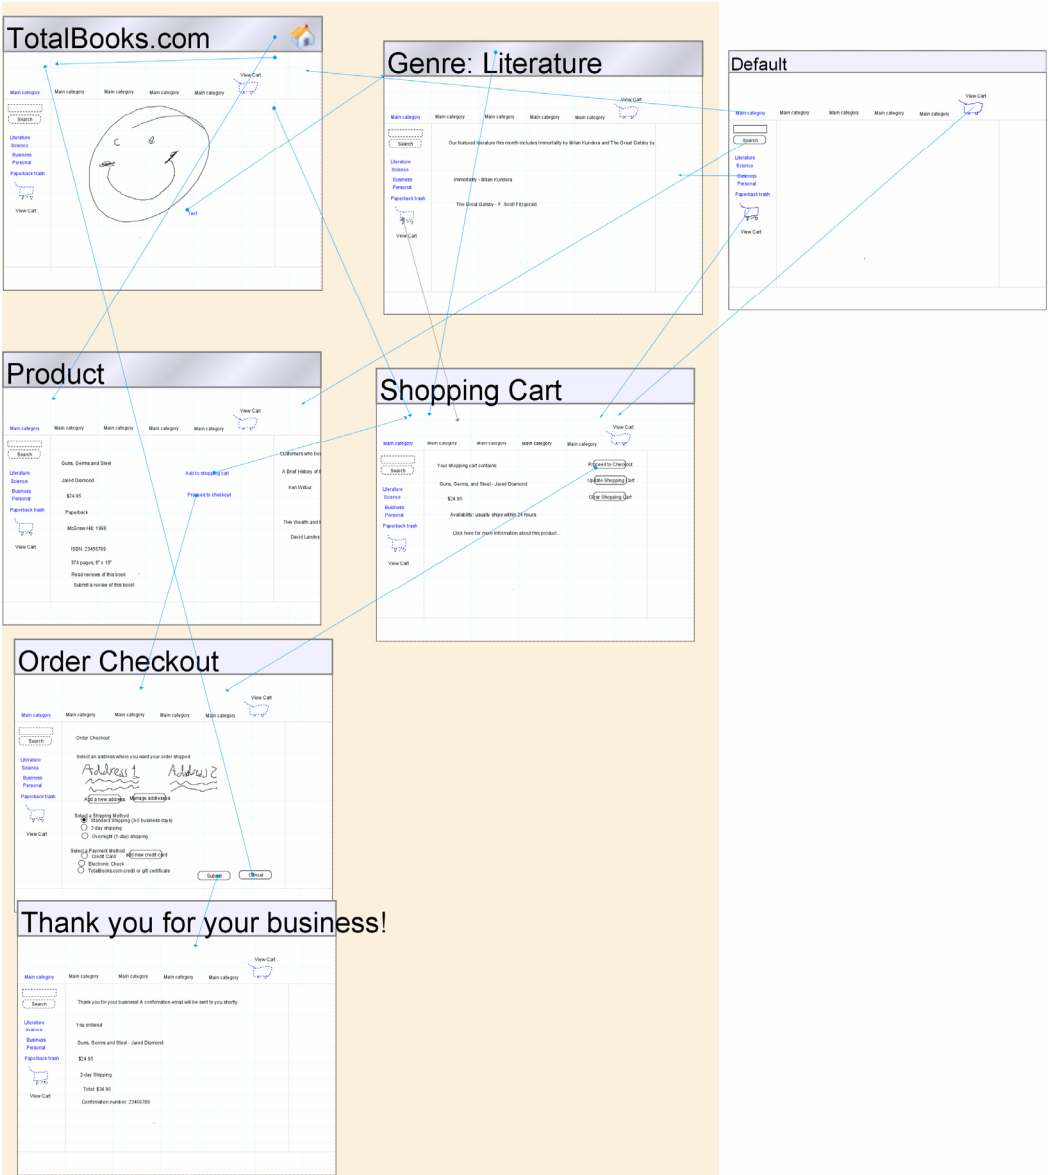 TotalBooks.com
View Cart
Main category Main category Main category Main category Main category
Search
Literature
Science
Business
Personal
Paperback trash
View Cart
Text
Genre: Literature
View Cart
Main category Main category Main category Main category Main category
Search
Our featured literature this month includes Immortality by Milan Kundera and The Great Gatsby by
Literature
Science
Business
Personal
Immortality - Milan Kundera
Paperback trash
The Great Gatsby - F. Scott Fitzgerald
View Cart
Default
View Cart
Main category Main category Main category Main category Main category
Search
Literature
Science
Business
Personal
Paperback trash
View Cart
Product
View Cart
Main category Main category Main category Main category Main category
Search
Customers who bou
Guns, Germs and Steel
Literature
Science
Add to shopping cart
A Brief History of E
Jared Diamond
Ken Wilbur
Business
Personal
Proceed to checkout
$24.95
Paperback trash
Paperback
The Wealth and
McGraw Hill, 1998
David Landes
View Cart
ISBN: 23456789
374 pages, 6" x 10"
Read reviews of this book
Submit a review of this book!
Shopping Cart
View Cart
Main category Main category Main category Main category Main category
Search
Your shopping cart contains:
Proceed to Checkout
Literature
Science
Guns, Germs, and Steel - Jared Diamond
Update Shopping Cart
$24.95
Clear Shopping Cart
Business
Personal
Availability: usually ships within 24 hours
Paperback trash
Click here for more information about this product...
View Cart
Order Checkout
View Cart
Main category Main category Main category Main category Main category
Search
Order Checkout
Select an address where you want your order shipped
Literature
Science
Business
Personal
Paperback trash
View Cart
Address 1 Address 2
Add a new address Manage addresses
Select a Shipping Method
Standard Shipping (3-5 business days)
2-day shipping
Overnight (1-day) shipping
Select a Payment Method
Credit Card add new credit card
Electronic Check
TotalBooks.com credit or gift certificate
Submit Cancel
Thank you for your business!
View Cart
Main category Main category Main category Main category Main category
Search
Thank you for your business! A confirmation email will be sent to you shortly.
Literature
Science
You ordered
Business
Personal
Guns, Germs and Steel - Jared Diamond
Paperback trash
$24.95
2-day Shipping
View Cart
Total: $34.95
Confirmation number: 23456789